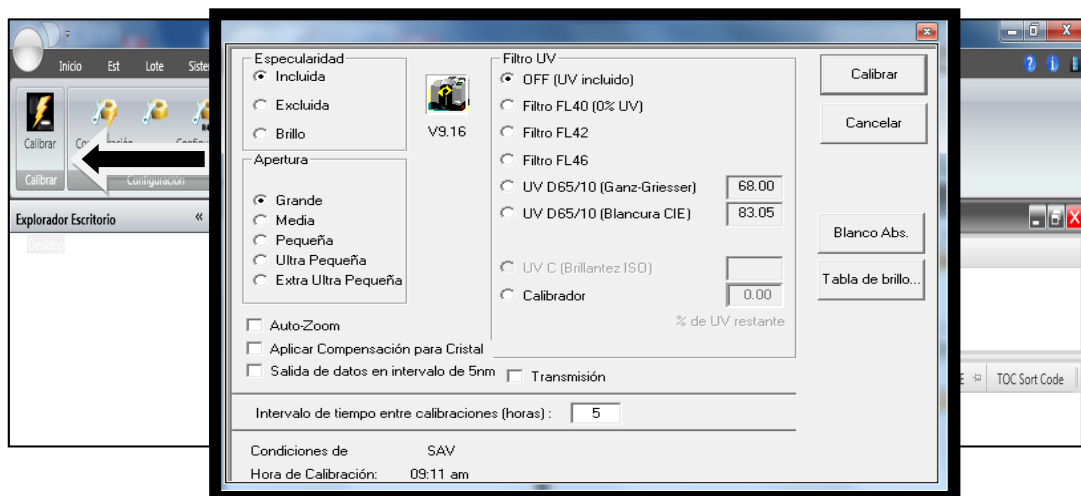 Inicio Est Lote
Calibrar
Calibrar Configuración
Explorador Escritorio «
Desktop
Especularidad
Incluida
Excluida
Brillo
V9.16
Apertura
Grande
Media
Pequeña
Ultra Pequeña
Extra Ultra Pequeña
Auto-Zoom
Aplicar Compensación para Cristal
Salida de datos en intervalo de 5nm
Transmisión
Filtro UV
OFF (UV incluido)
Filtro FL40 (0% UV)
Filtro FL42
Filtro FL46
UV D65/10 (Ganz-Griesser) 68.00
UV D65/10 (Blancura CIE) 83.05
UV C (Brillantez ISO)
Calibrador 0.00
% de UV restante
Calibrar
Cancelar
Blanco Abs.
Tabla de brillo...
Intervalo de tiempo entre calibraciones (horas) : 5
Condiciones de SAV
Hora de Calibración: 09:11 am
TOC Sort Code